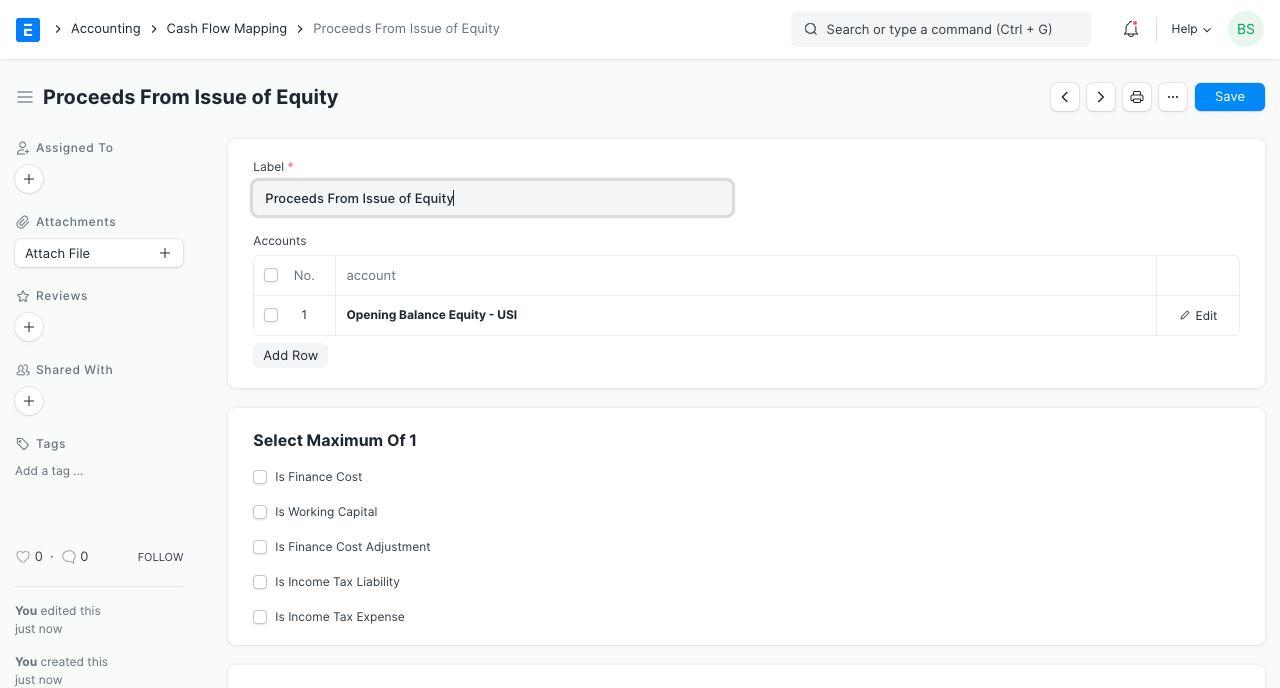 Accounting
Cash Flow Mapping
Proceeds From Issue of Equity
Search or type a command (Ctrl + G)
Help
BS
Proceeds From Issue of Equity
Save
Assigned To
Attachments
Attach File
Reviews
Shared With
Tags
Add a tag ...
0 · 0
FOLLOW
You edited this
just now
You created this
just now
Label *
Proceeds From Issue of Equity
Accounts
No. account
1 Opening Balance Equity - USI Edit
Add Row
Select Maximum Of 1
Is Finance Cost
Is Working Capital
Is Finance Cost Adjustment
Is Income Tax Liability
Is Income Tax Expense